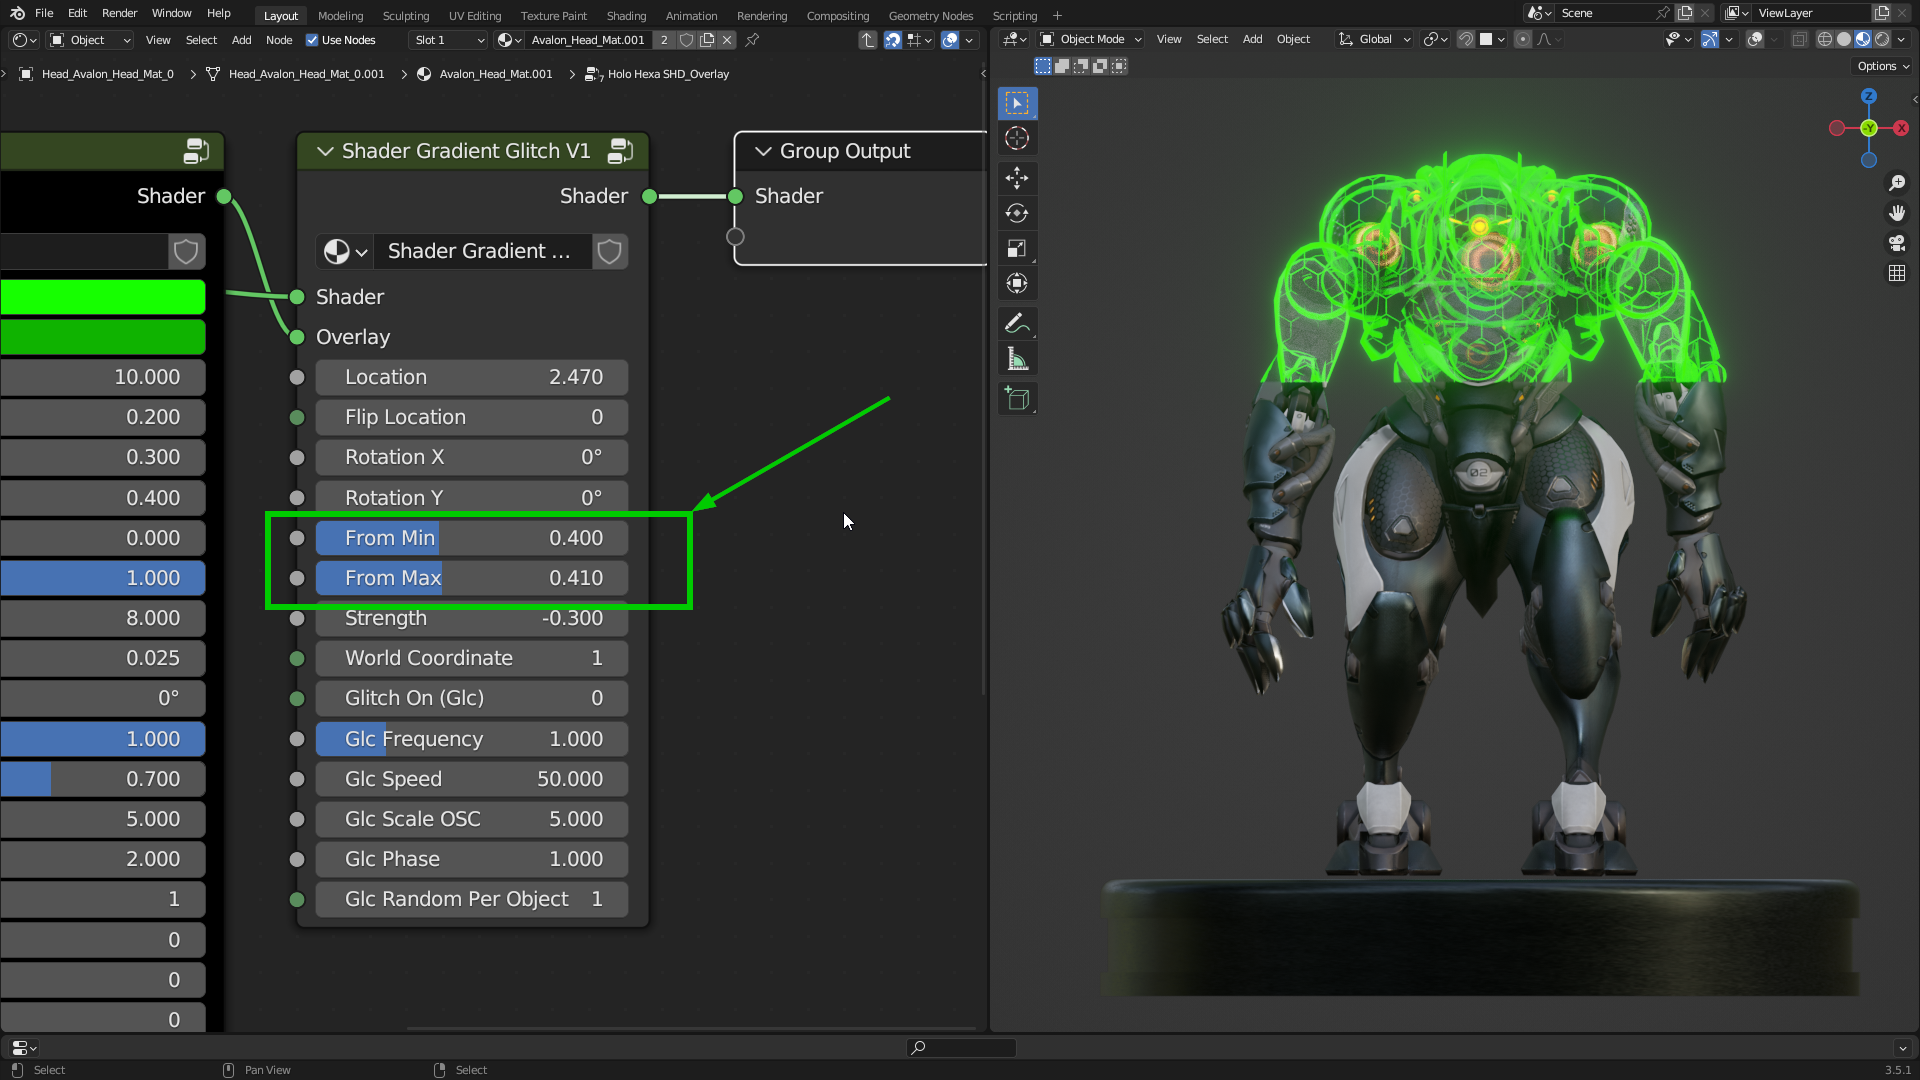 File Edit Render Window Help Layout Modeling Sculpting UV Editing Texture Paint Shading Animation Rendering Compositing Geometry Nodes Scripting + Scene ViewLayer
Object View Select Add Node Use Nodes Slot 1 Avalon_Head_Mat.001 2 Object Mode View Select Add Object Global
Options
Head_Avalon_Head_Mat_0 Head_Avalon_Head_Mat_0.001 Avalon_Head_Mat.001 Holo Hexa SHD_Overlay
Shader Gradient Glitch V1
Group Output
Shader
Shader
Shader
Shader Gradient ...
Shader
Overlay
10.000
Location 2.470
0.200
Flip Location 0
0.300
Rotation X 0°
0.400
Rotation Y 0°
0.000
From Min 0.400
1.000
From Max 0.410
8.000
Strength -0.300
0.025
World Coordinate 1
0°
Glitch On (Glc) 0
1.000
Glc Frequency 1.000
0.700
Glc Speed 50.000
5.000
Glc Scale OSC 5.000
2.000
Glc Phase 1.000
1
Glc Random Per Object 1
0
0
0
Z
-Y
X
02
Select Pan View Select 3.5.1